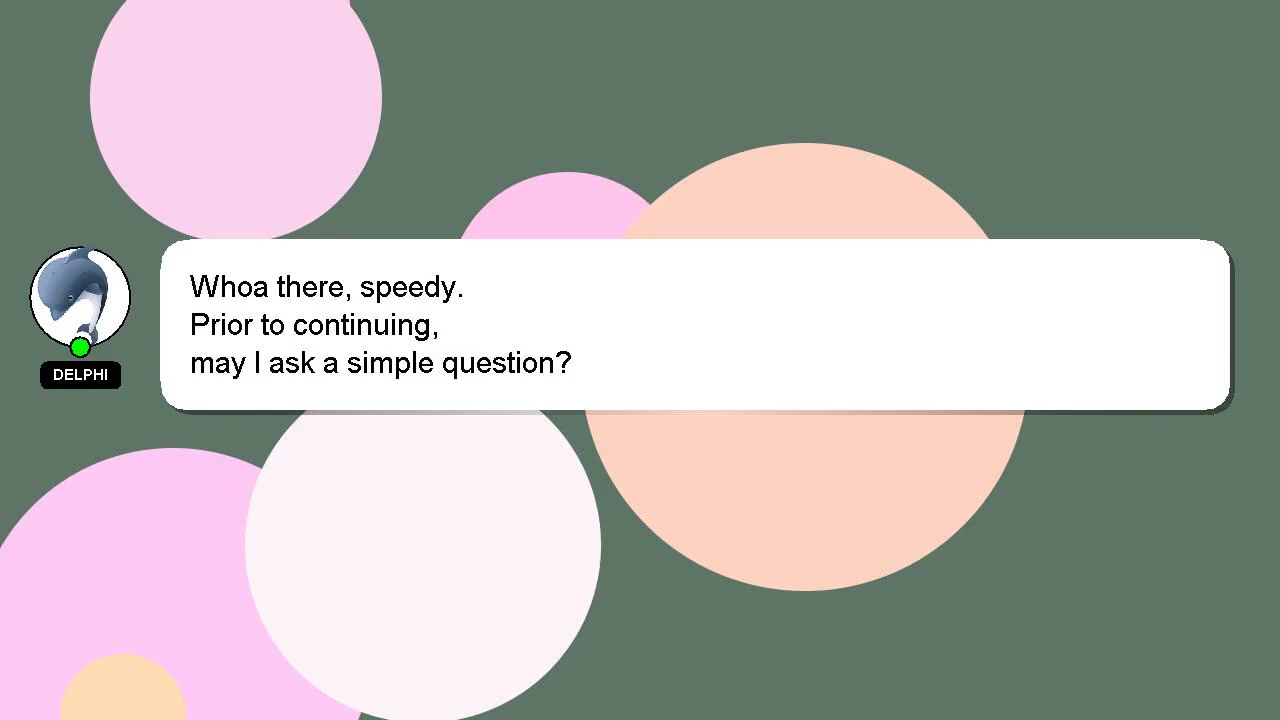 Whoa there, speedy.
Prior to continuing,
may I ask a simple question?
DELPHI